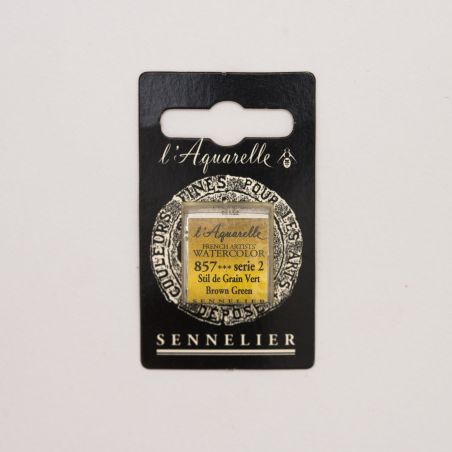 l'Aquarelle
COULEURS FINES POUR LES ARTS
l'Aquarelle
FRENCH ARTISTS'
WATERCOLOR
857*** serie 2
Stil de Grain Vert
Brown Green
SENNELIER
DEPOSE
SENNELIER